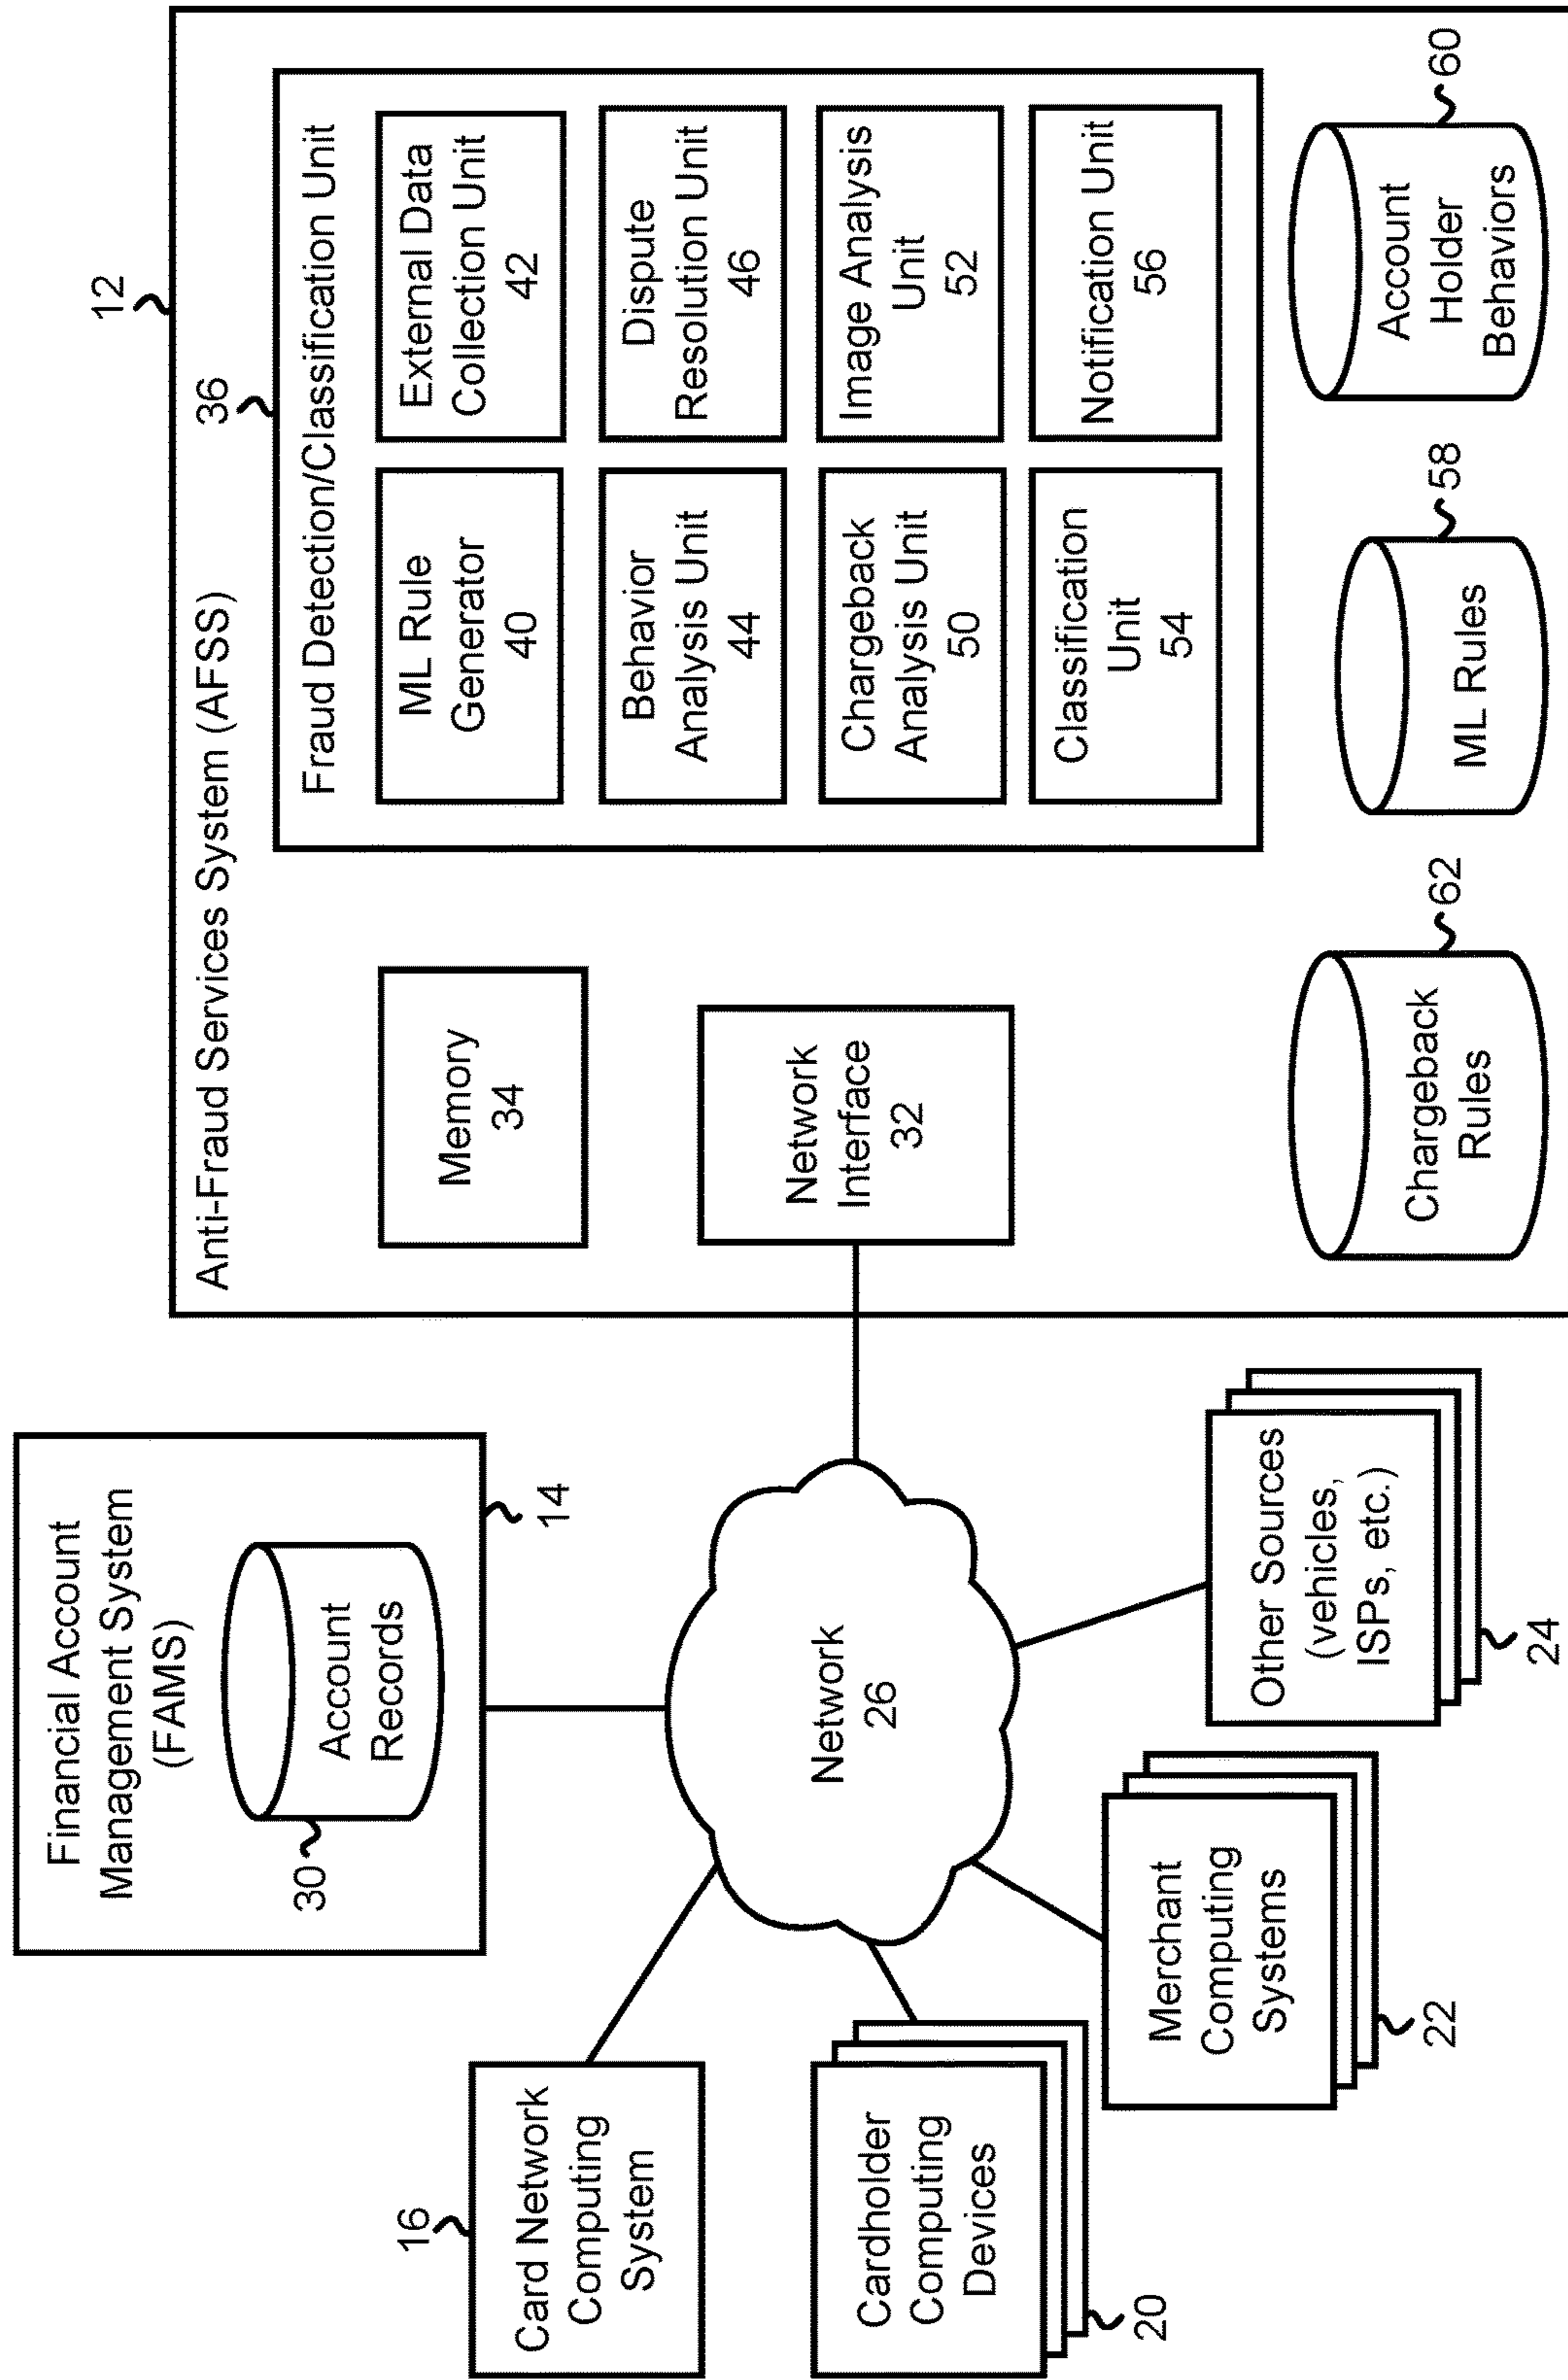 Financial Account
Management System
(FAMS)
Account
Records
30
14
16
Card Network
Computing
System
Cardholder
Computing
Devices
20
Merchant
Computing
Systems
22
Other Sources
(vehicles,
ISPs, etc.)
24
Network
26
12
Anti-Fraud Services System (AFSS)
Memory
34
Network
Interface
32
36
Fraud Detection/Classification Unit
ML Rule
Generator
40
External Data
Collection Unit
42
Behavior
Analysis Unit
44
Dispute
Resolution Unit
46
Chargeback
Analysis Unit
50
Image Analysis
Unit
52
Classification
Unit
54
Notification Unit
56
Chargeback
Rules
62
ML Rules
58
Account
Holder
Behaviors
60